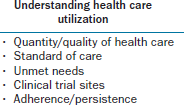 Understanding health care
utilization
· Quantity/quality of health care
· Standard of care
· Unmet needs
· Clinical trial sites
· Adherence/persistence